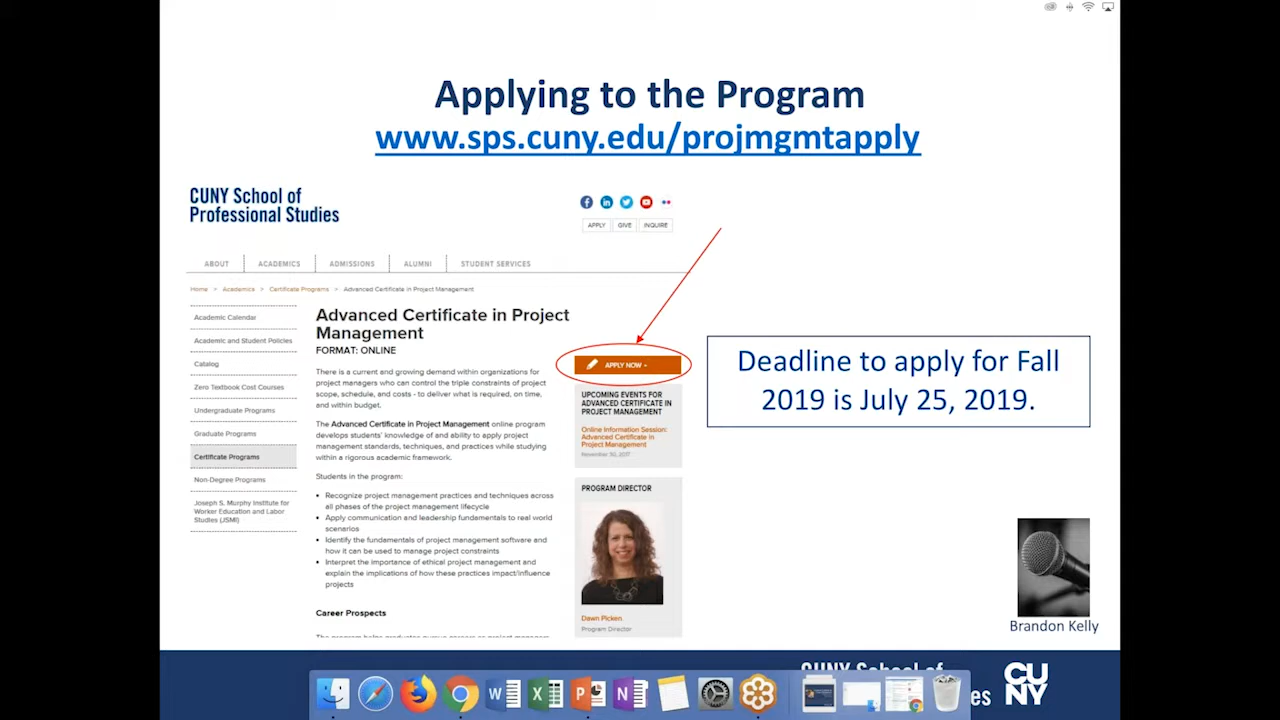 Applying to the Program
www.sps.cuny.edu/projmgmtapply
CUNY School of
Professional Studies
APPLY
GIVE
INQUIRE
ABOUT
ACADEMICS
ADMISSIONS
ALUMNI
STUDENT SERVICES
Home > Academics > Certificate Programs > Advanced Certificate in Project Management
Academic Calendar
Academic and Student Policies
Catalog
Zero Textbook Cost Courses
Undergraduate Programs
Graduate Programs
Certificate Programs
Non-Degree Programs
Joseph S. Murphy Institute for
Worker Education and Labor
Studies (JSMI)
Advanced Certificate in Project
Management
FORMAT: ONLINE
There is a current and growing demand within organizations for
project managers who can control the triple constraints of project
scope, schedule, and costs - to deliver what is required, on time,
and within budget.
The Advanced Certificate in Project Management online program
develops students' knowledge of and ability to apply project
management standards, techniques, and practices while studying
within a rigorous academic framework.
Students in the program:
• Recognize project management practices and techniques across
all phases of the project management lifecycle
• Apply communication and leadership fundamentals to real world
scenarios
• Identify the fundamentals of project management software and
how it can be used to manage project constraints
• Interpret the importance of ethical project management and
explain the implications of how these practices impact/influence
projects
Career Prospects
APPLY NOW
UPCOMING EVENTS FOR
ADVANCED CERTIFICATE IN
PROJECT MANAGEMENT
Online Information Session:
Advanced Certificate in
Project Management
PROGRAM DIRECTOR
Dawn Picken
Program Director
Deadline to apply for Fall
2019 is July 25, 2019.
Brandon Kelly
CUNY School of
es
CU
NY